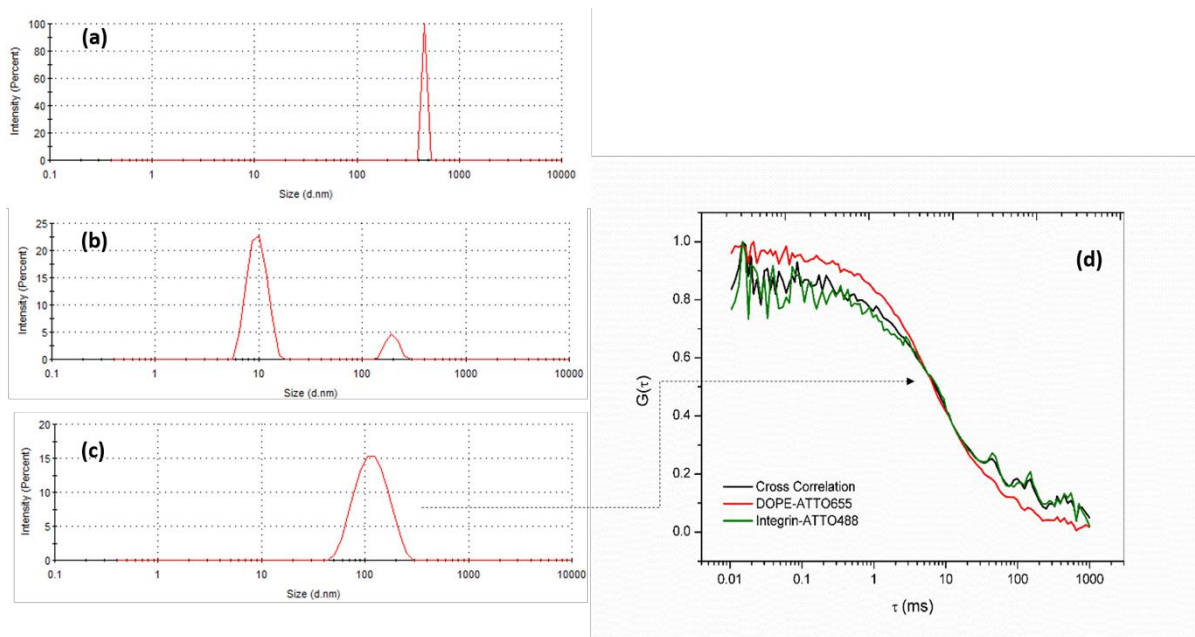 (a)
Intensity (Percent)
100
80
60
40
20
0
0.1 1 10 100 1000 10000
Size (d.nm)
(b)
Intensity (Percent)
25
20
15
10
5
0
0.1 1 10 100 1000 10000
Size (d.nm)
(c)
Intensity (Percent)
20
15
10
5
0
0.1 1 10 100 1000 10000
Size (d.nm)
(d)
G(τ)
1.0
0.8
0.6
0.4
0.2
0.0
Cross Correlation
DOPE-ATTO655
Integrin-ATTO488
0.01 0.1 1 10 100 1000
τ (ms)